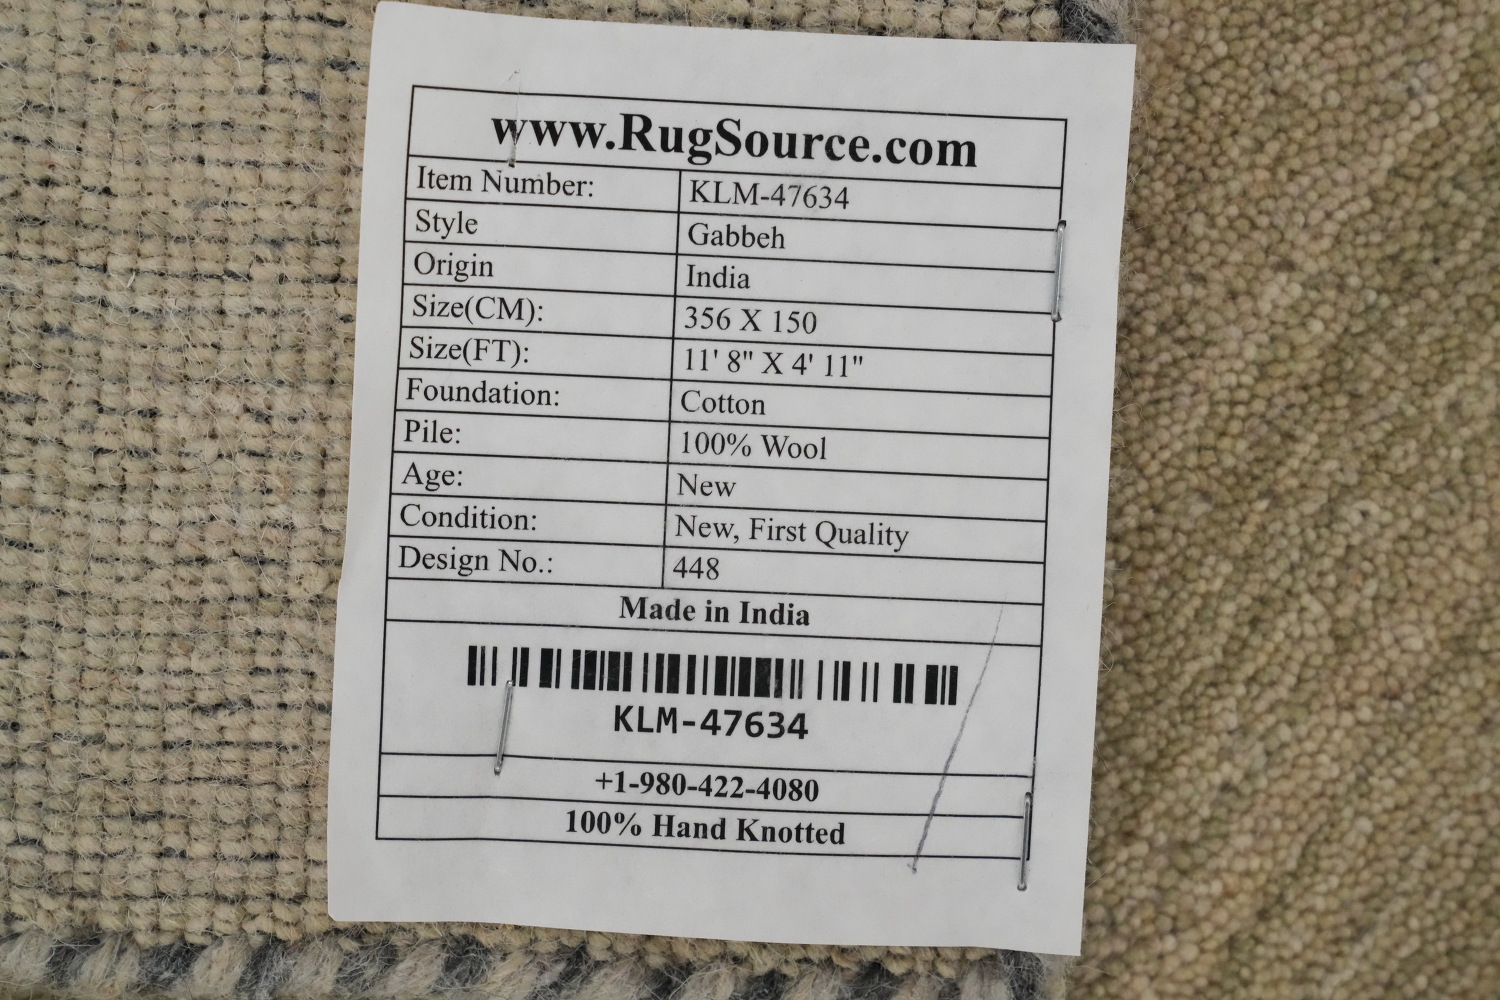 www.RugSource.com
Item Number: KLM-47634
Style Gabbeh
Origin India
Size(CM): 356 X 150
Size(FT): 11' 8" X 4' 11"
Foundation: Cotton
Pile: 100% Wool
Age: New
Condition: New, First Quality
Design No.: 448
Made in India
KLM-47634
+1-980-422-4080
100% Hand Knotted